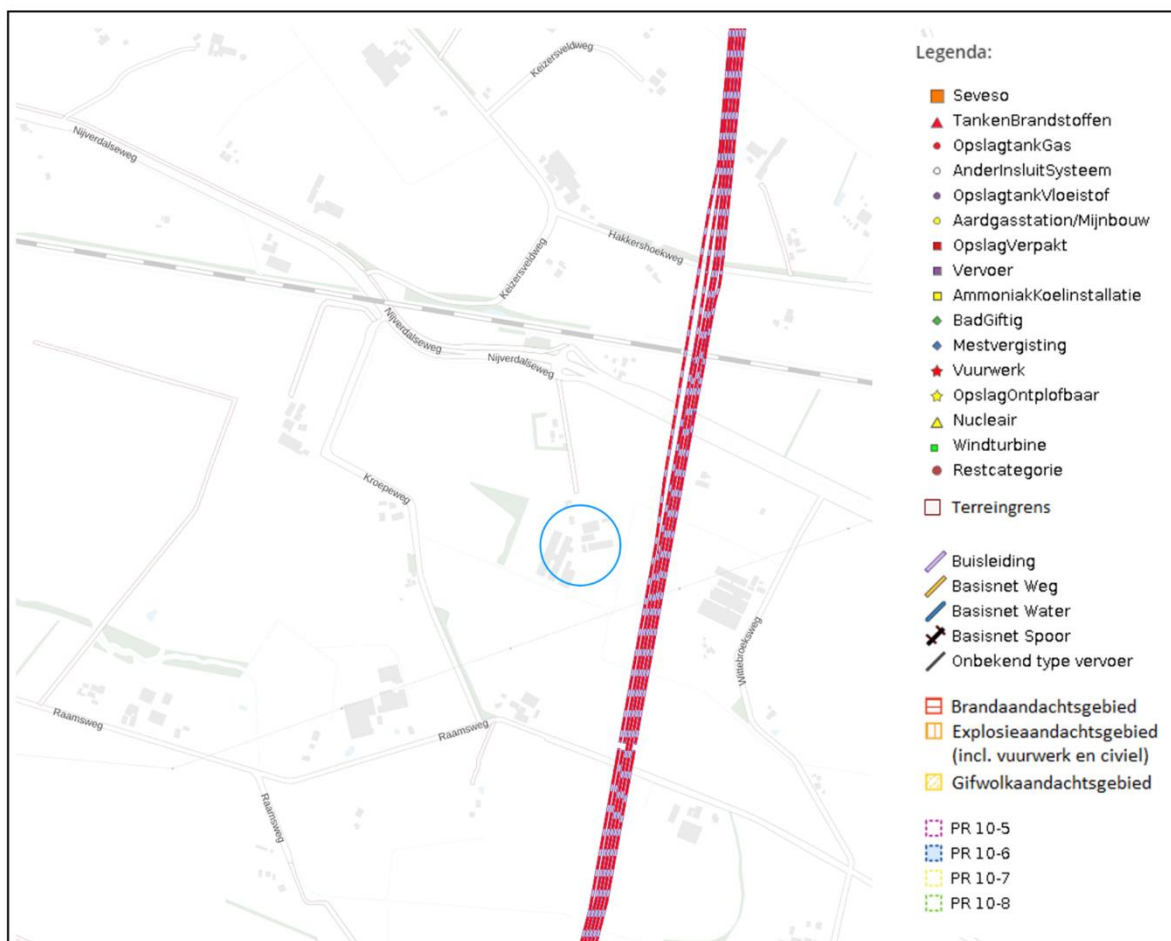 Keizersveldweg
Nijverdalseweg
Hakkershoekweg
Keizersveldweg
Nijverdalseweg
Nijverdalseweg
Kroepeweg
Wittebroeksweg
Raamsweg
Raamsweg
Raamsweg
Legenda:
Seveso
TankenBrandstoffen
OpslagtankGas
AnderInsluitSysteem
OpslagtankVloeistof
Aardgasstation/Mijnbouw
OpslagVerpakt
Vervoer
AmmoniakKoelinstallatie
BadGiftig
Mestvergisting
Vuurwerk
OpslagOntplofbaar
Nucleair
Windturbine
Restcategorie
Terreingrens
Buisleiding
Basisnet Weg
Basisnet Water
Basisnet Spoor
Onbekend type vervoer
Brandaandachtsgebied
Explosieaandachtsgebied
(incl. vuurwerk en civiel)
Gifwolkaandachtsgebied
PR 10-5
PR 10-6
PR 10-7
PR 10-8